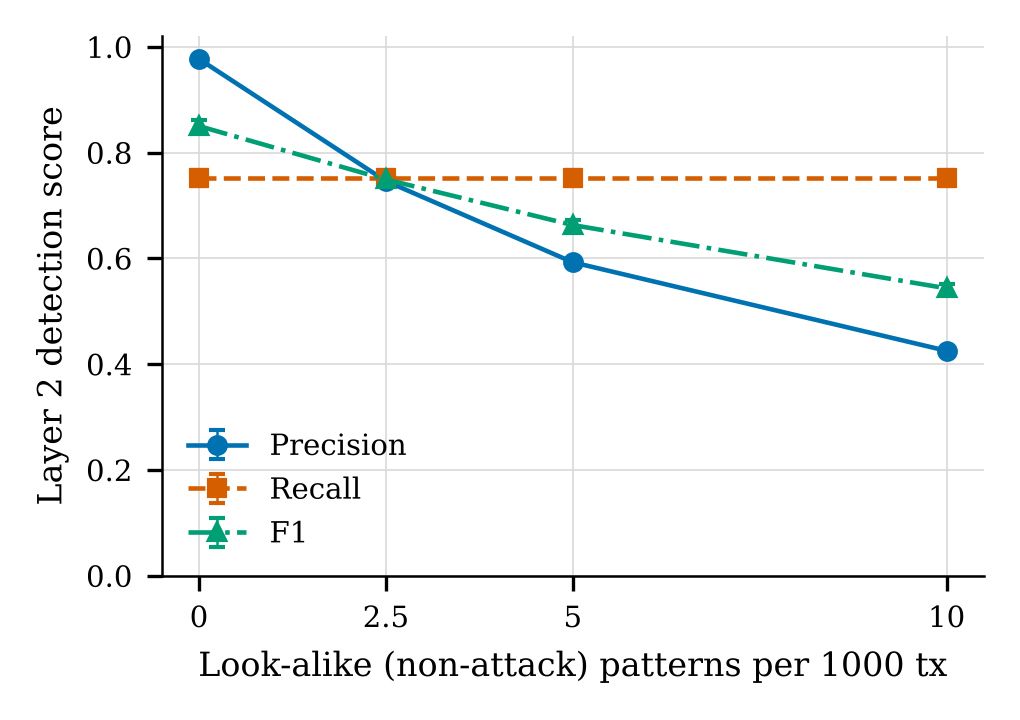 1.0
0.8
0.6
0.4
0.2
0.0
Layer 2 detection score
Precision
Recall
F1
0 2.5 5 10
Look-alike (non-attack) patterns per 1000 tx